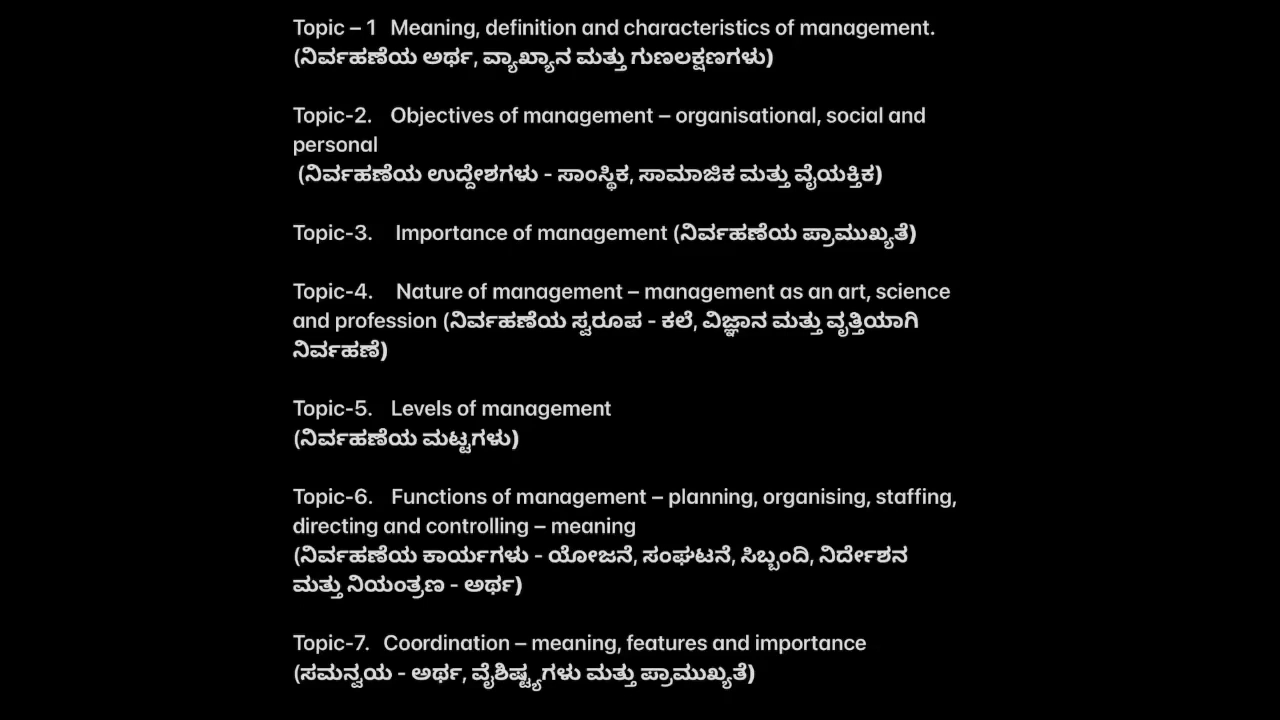 Topic – 1 Meaning, definition and characteristics of management.
(ನಿರ್ವಹಣೆಯ ಅರ್ಥ, ವ್ಯಾಖ್ಯಾನ ಮತ್ತು ಗುಣಲಕ್ಷಣಗಳು)
Topic-2. Objectives of management – organisational, social and
personal
(ನಿರ್ವಹಣೆಯ ಉದ್ದೇಶಗಳು - ಸಾಂಸ್ಥಿಕ, ಸಾಮಾಜಿಕ ಮತ್ತು ವೈಯಕ್ತಿಕ)
Topic-3. Importance of management (ನಿರ್ವಹಣೆಯ ಪ್ರಾಮುಖ್ಯತೆ)
Topic-4. Nature of management – management as an art, science
and profession (ನಿರ್ವಹಣೆಯ ಸ್ವರೂಪ - ಕಲೆ, ವಿಜ್ಞಾನ ಮತ್ತು ವೃತ್ತಿಯಾಗಿ
ನಿರ್ವಹಣೆ)
Topic-5. Levels of management
(ನಿರ್ವಹಣೆಯ ಮಟ್ಟಗಳು)
Topic-6. Functions of management – planning, organising, staffing,
directing and controlling – meaning
(ನಿರ್ವಹಣೆಯ ಕಾರ್ಯಗಳು - ಯೋಜನೆ, ಸಂಘಟನೆ, ಸಿಬ್ಬಂದಿ, ನಿರ್ದೇಶನ
ಮತ್ತು ನಿಯಂತ್ರಣ - ಅರ್ಥ)
Topic-7. Coordination – meaning, features and importance
(ಸಮನ್ವಯ - ಅರ್ಥ, ವೈಶಿಷ್ಟ್ಯಗಳು ಮತ್ತು ಪ್ರಾಮುಖ್ಯತೆ)